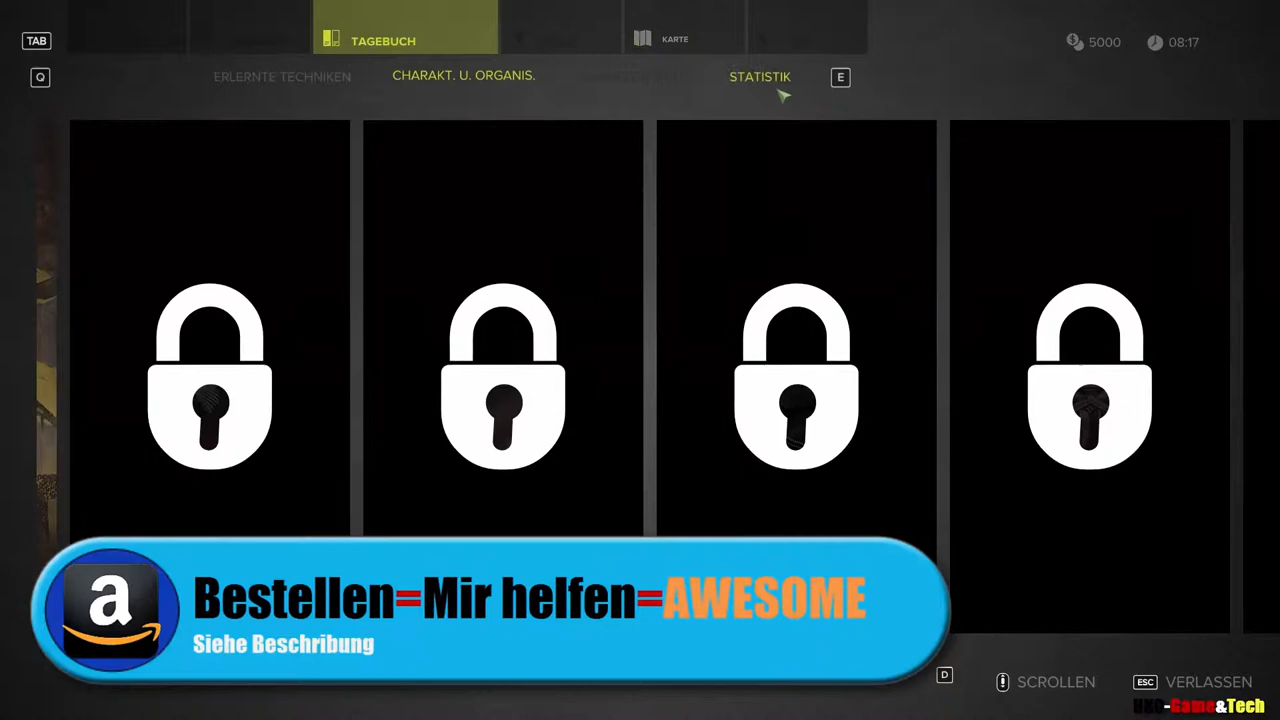 TAB
TAGEBUCH
KARTE
5000
08:17
Q
ERLERNTE TECHNIKEN
CHARAKT. U. ORGANIS.
STATISTIK
E
a
Bestellen=Mir helfen=AWESOME
Siehe Beschribung
D
SCROLLEN
ESC
VERLASSEN
UKC-Game&Tech